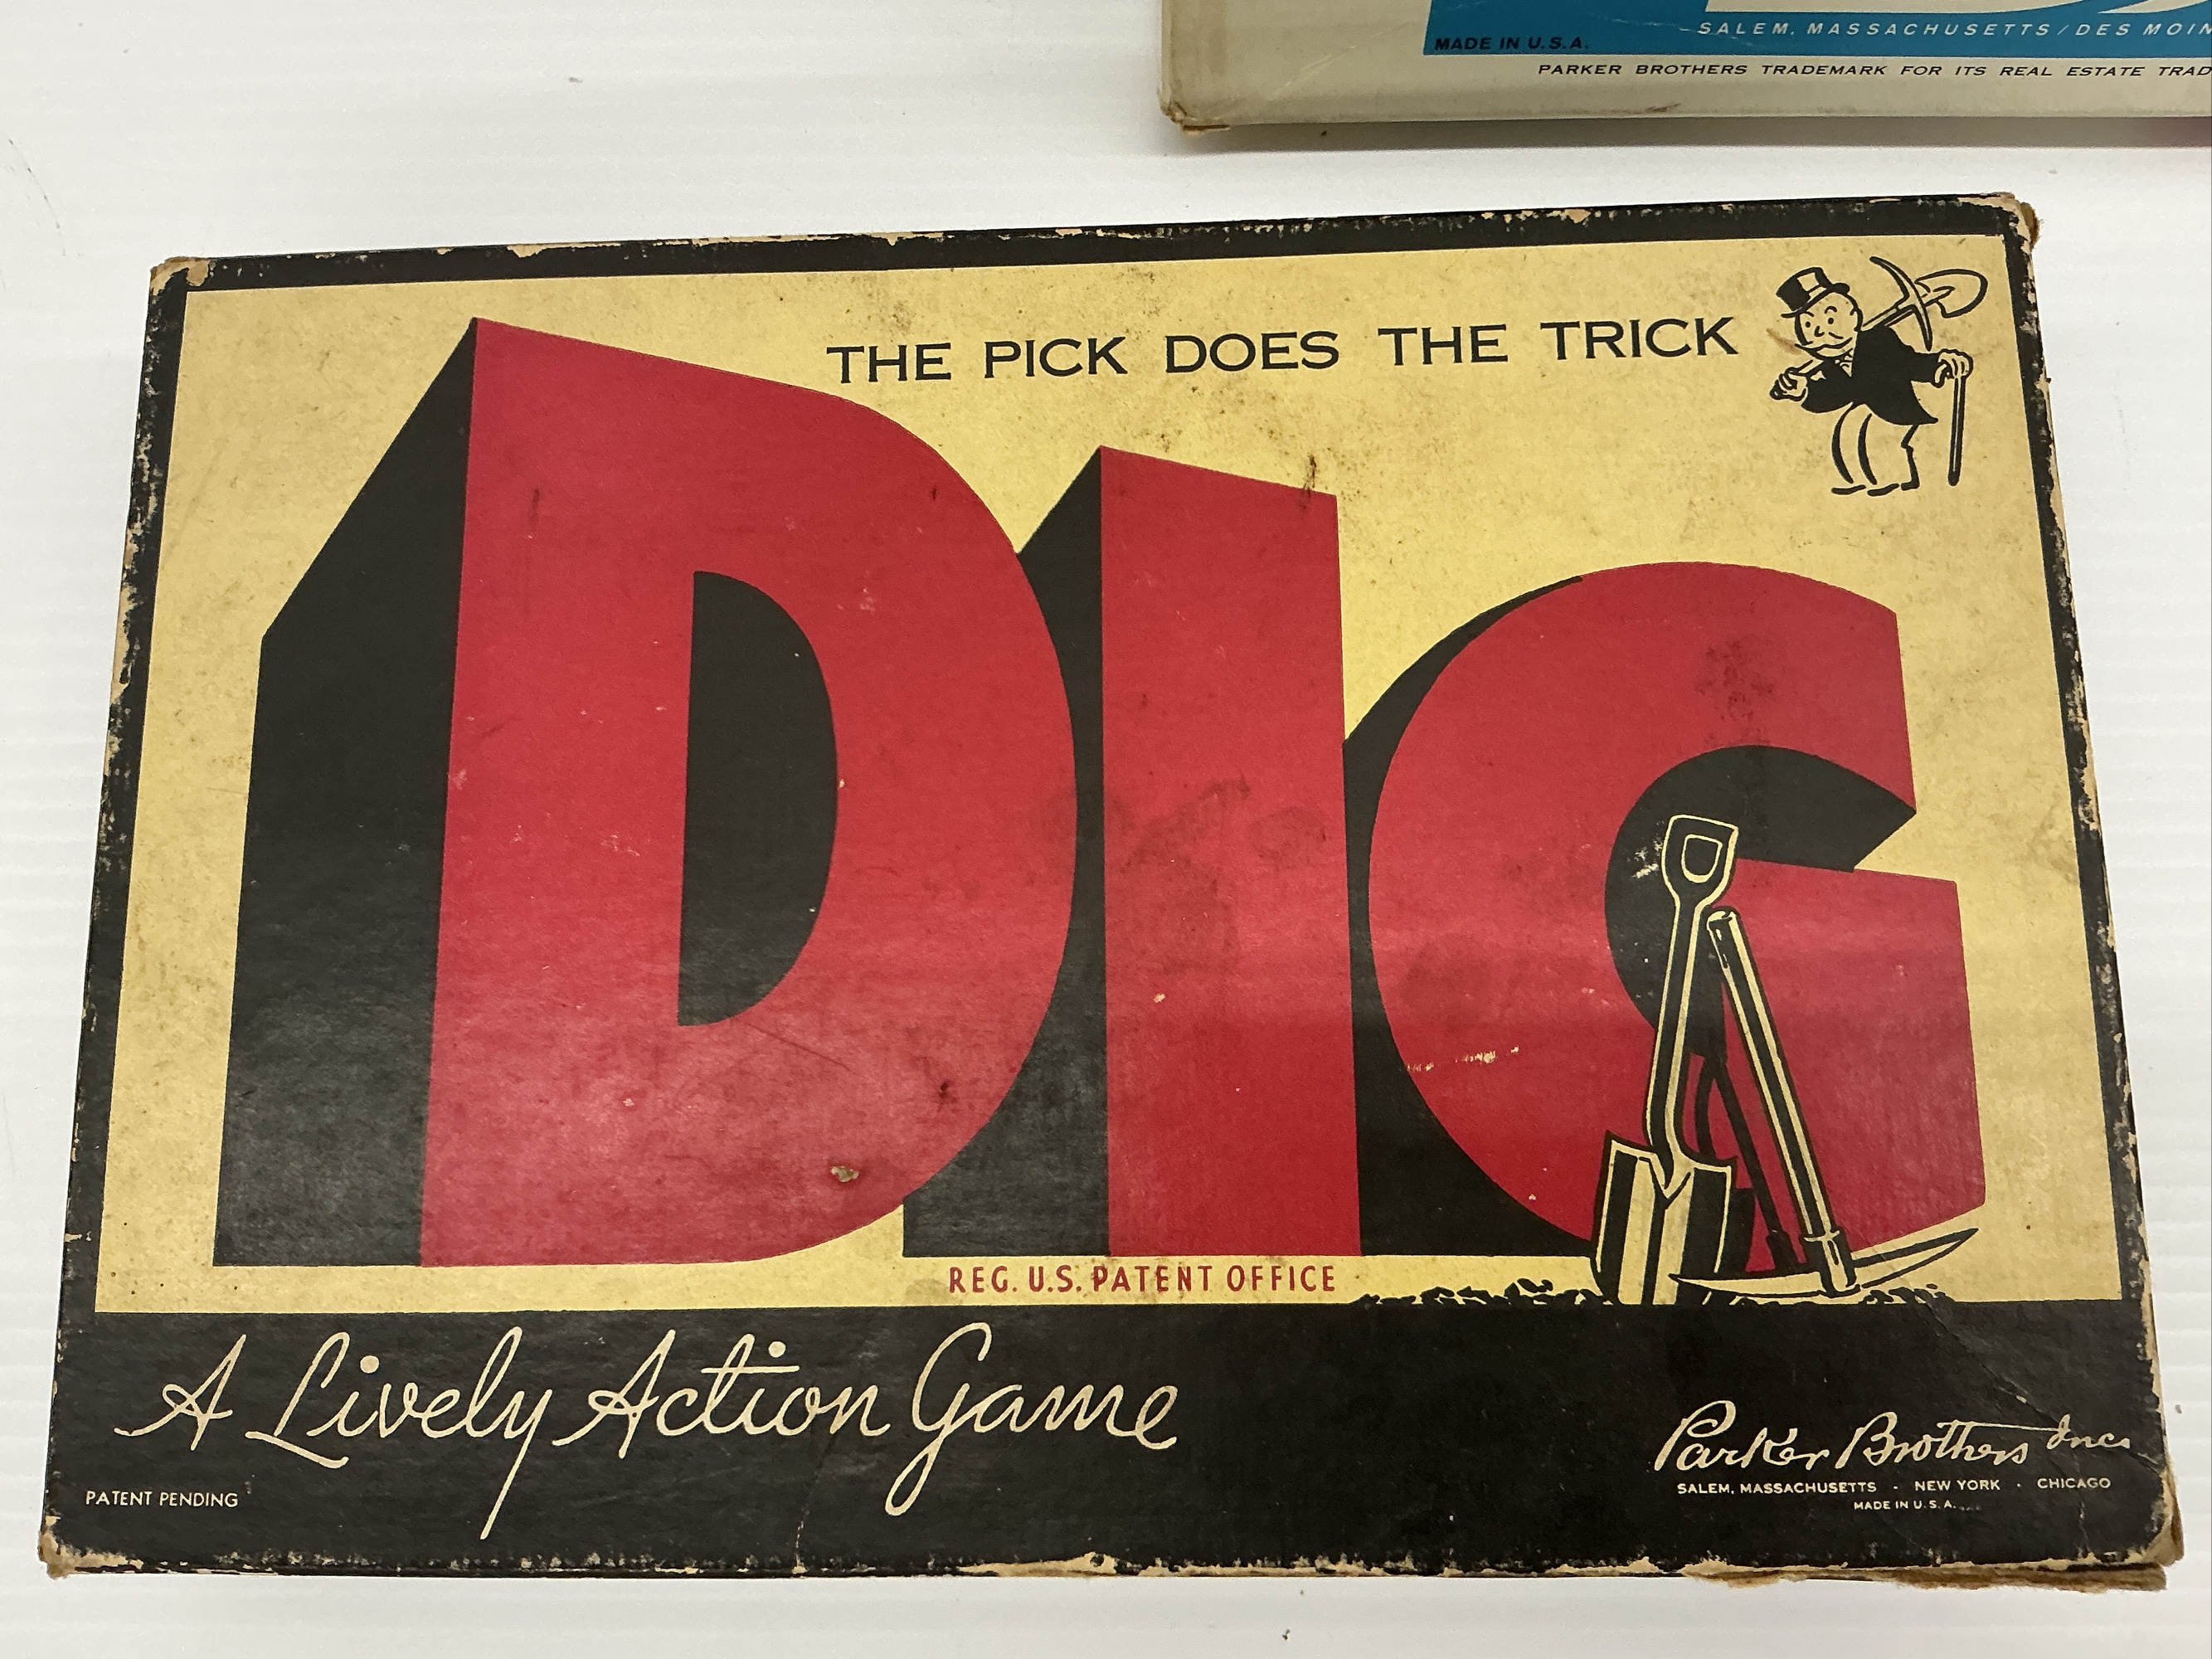 SALEM, MASSACHUSETTS / DES MOIN
MADE IN U.S.A.
PARKER BROTHERS TRADEMARK FOR ITS REAL ESTATE TRAD
THE PICK DOES THE TRICK
DIG
REG. U.S. PATENT OFFICE
A Lively Action Game
PATENT PENDING
Parker Brothers Inc
SALEM, MASSACHUSETTS · NEW YORK · CHICAGO
MADE IN U.S.A.